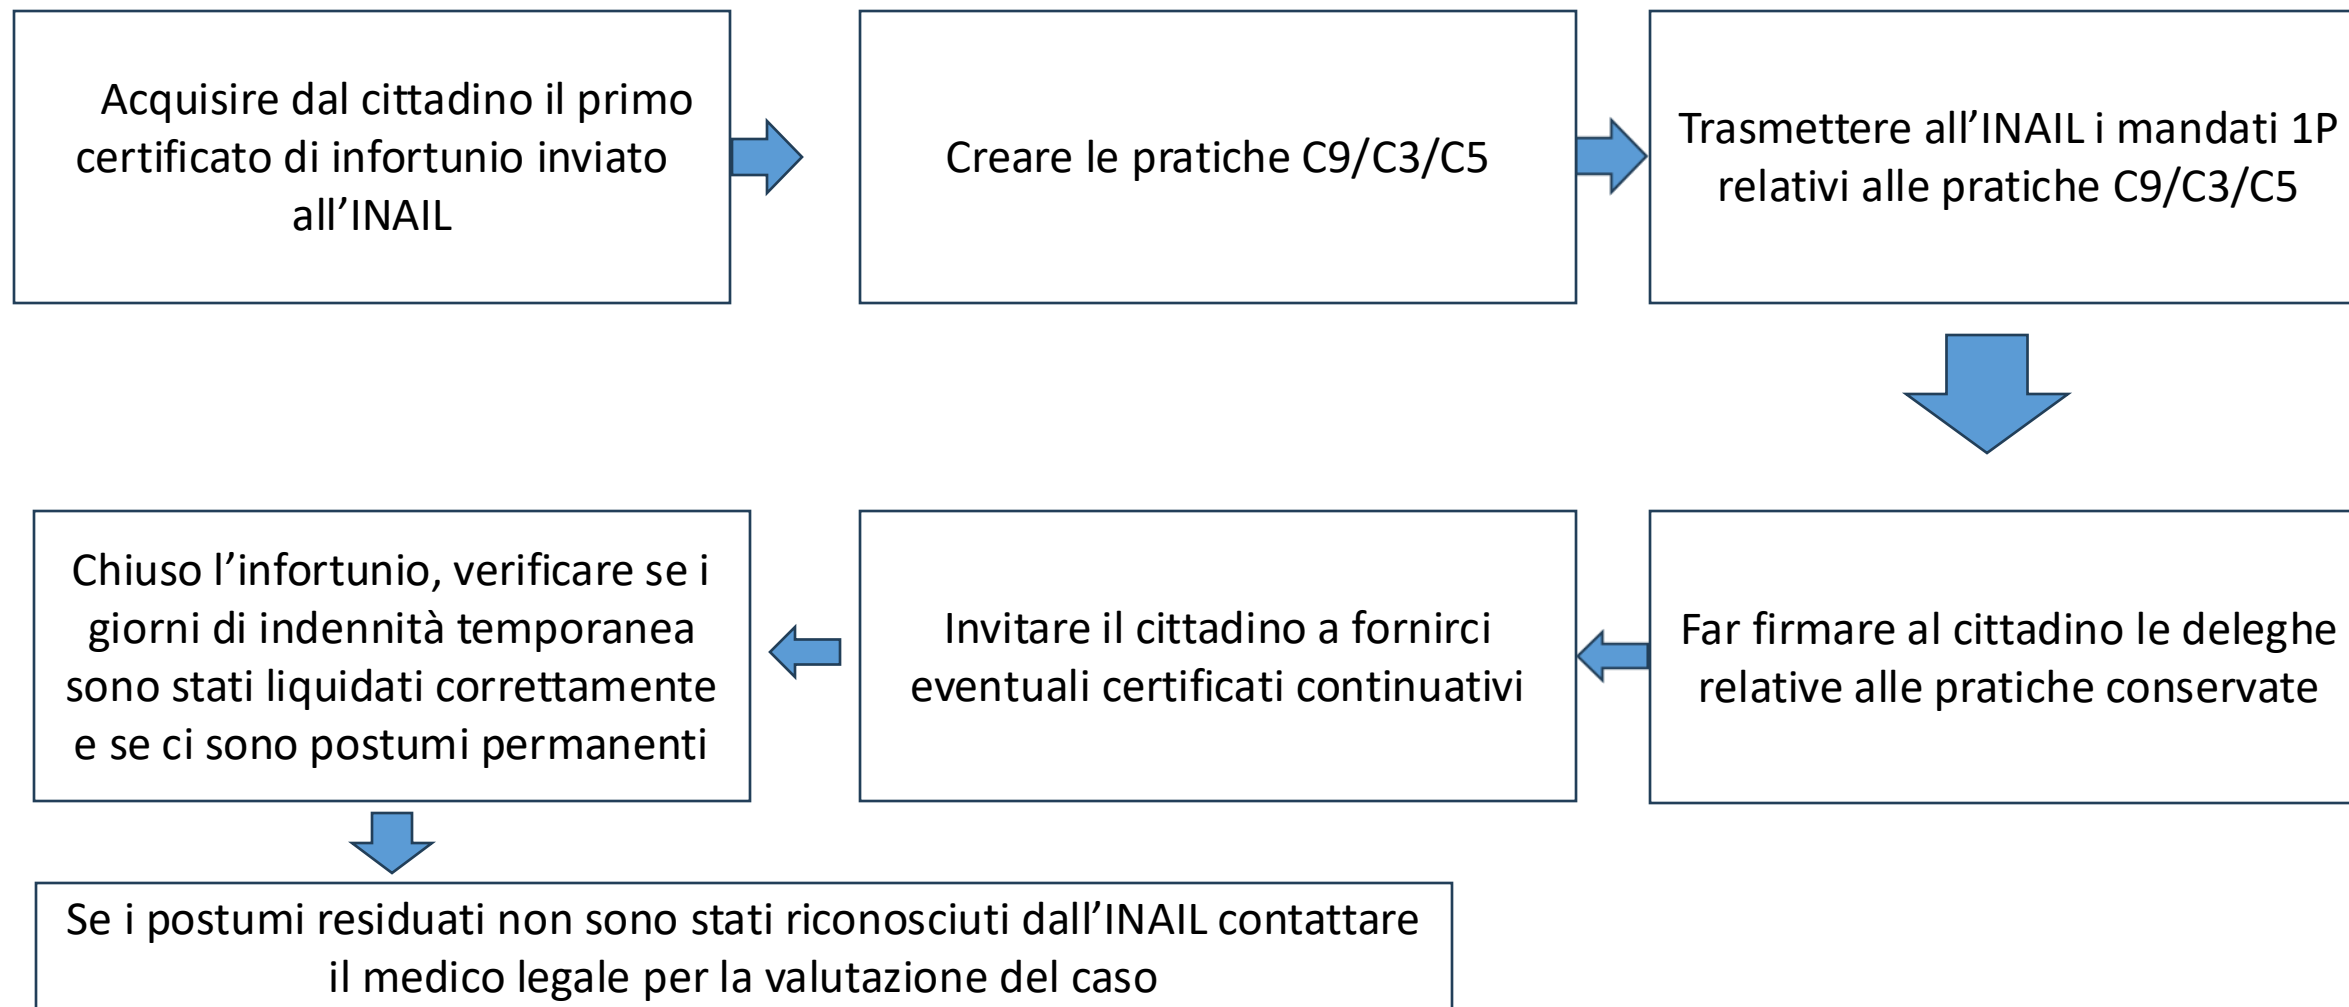 Acquisire dal cittadino il primo
certificato di infortunio inviato
all’INAIL
Creare le pratiche C9/C3/C5
Trasmettere all’INAIL i mandati 1P
relativi alle pratiche C9/C3/C5
Far firmare al cittadino le deleghe
relative alle pratiche conservate
Invitare il cittadino a fornirci
eventuali certificati continuativi
Chiuso l’infortunio, verificare se i
giorni di indennità temporanea
sono stati liquidati correttamente
e se ci sono postumi permanenti
Se i postumi residuati non sono stati riconosciuti dall’INAIL contattare
il medico legale per la valutazione del caso